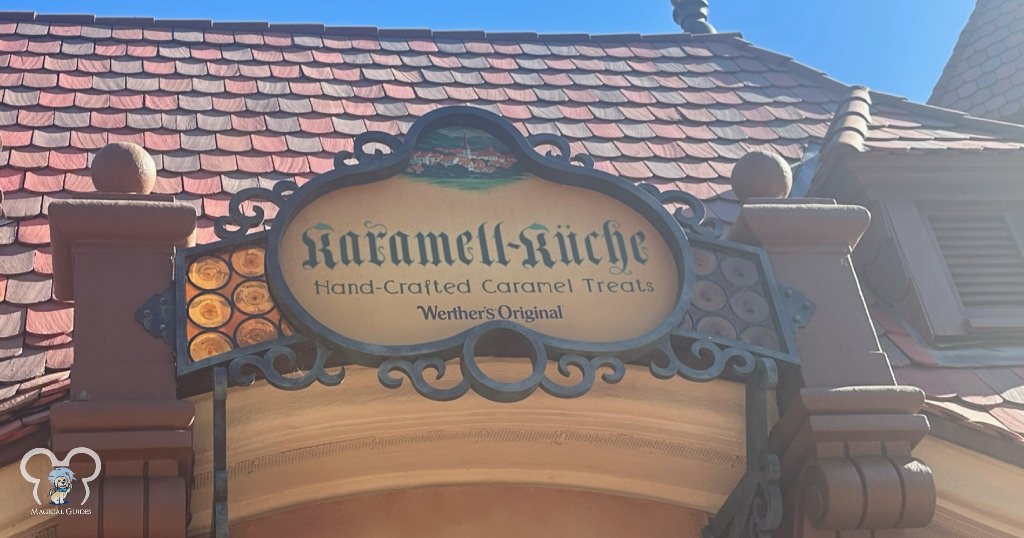 Karamell-Küche
Hand-Crafted Caramel Treats
Werther's Original
MAGICAL GUIDES